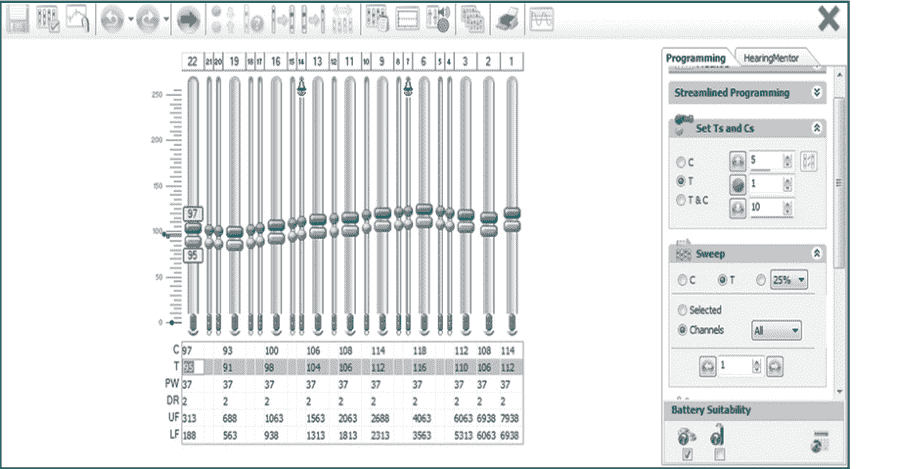 Programming HearingMentor
22 21 20 19 18 17 16 15 14 13 12 11 10 9 8 7 6 5 4 3 2 1
Streamlined Programming
250
Set Ts and Cs
200
C 5
150
T 1
T & C 10
97
100
95
Sweep
50
C T 25%
0
Selected
Channels All
1
C 97 93 100 106 108 114 118 112 108 114
T 91 98 104 106 112 116 110 106 112
PW 37 37 37 37 37 37 37 37 37 37
DR 2 2 2 2 2 2 2 2 2 2
UF 313 688 1063 1563 2063 2688 4063 6063 6938 7938
LF 188 563 938 1313 1813 2313 3563 5313 6063 6938
Battery Suitability